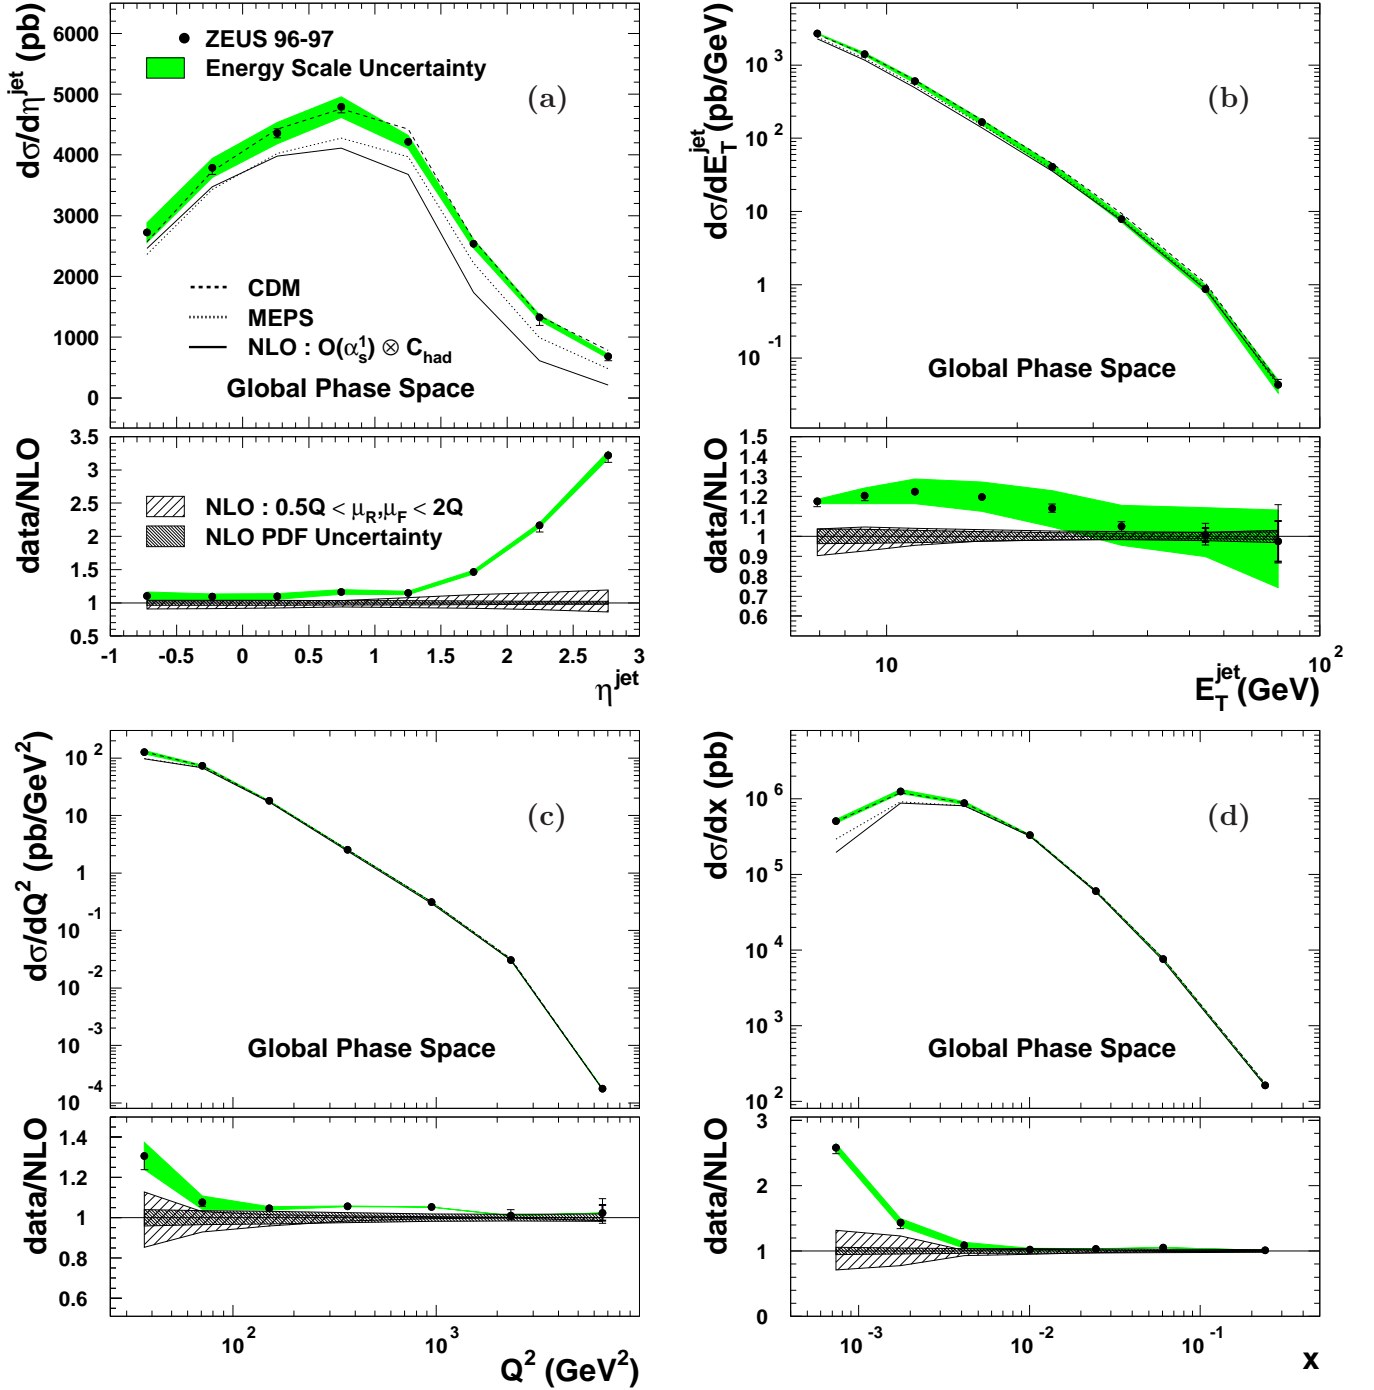 dσ/dη^jet (pb)
6000
5000
4000
3000
2000
1000
0
ZEUS 96-97
Energy Scale Uncertainty
(a)
CDM
MEPS
NLO : O(α_s^1) ⊗ C_had
Global Phase Space
data/NLO
3.5
3
2.5
2
1.5
1
0.5
NLO : 0.5Q < μ_R,μ_F < 2Q
NLO PDF Uncertainty
-1 -0.5 0 0.5 1 1.5 2 2.5 3
η^jet
dσ/dE_T^jet (pb/GeV)
10^3
10^2
10
1
10^-1
(b)
Global Phase Space
data/NLO
1.5
1.4
1.3
1.2
1.1
1
0.9
0.8
0.7
0.6
10 10^2
E_T^jet (GeV)
dσ/dQ^2 (pb/GeV^2)
10^2
10
1
10^-1
10^-2
10^-3
10^-4
(c)
Global Phase Space
data/NLO
1.4
1.2
1
0.8
0.6
10^2 10^3
Q^2 (GeV^2)
dσ/dx (pb)
10^6
10^5
10^4
10^3
10^2
(d)
Global Phase Space
data/NLO
3
2
1
0
10^-3 10^-2 10^-1
x